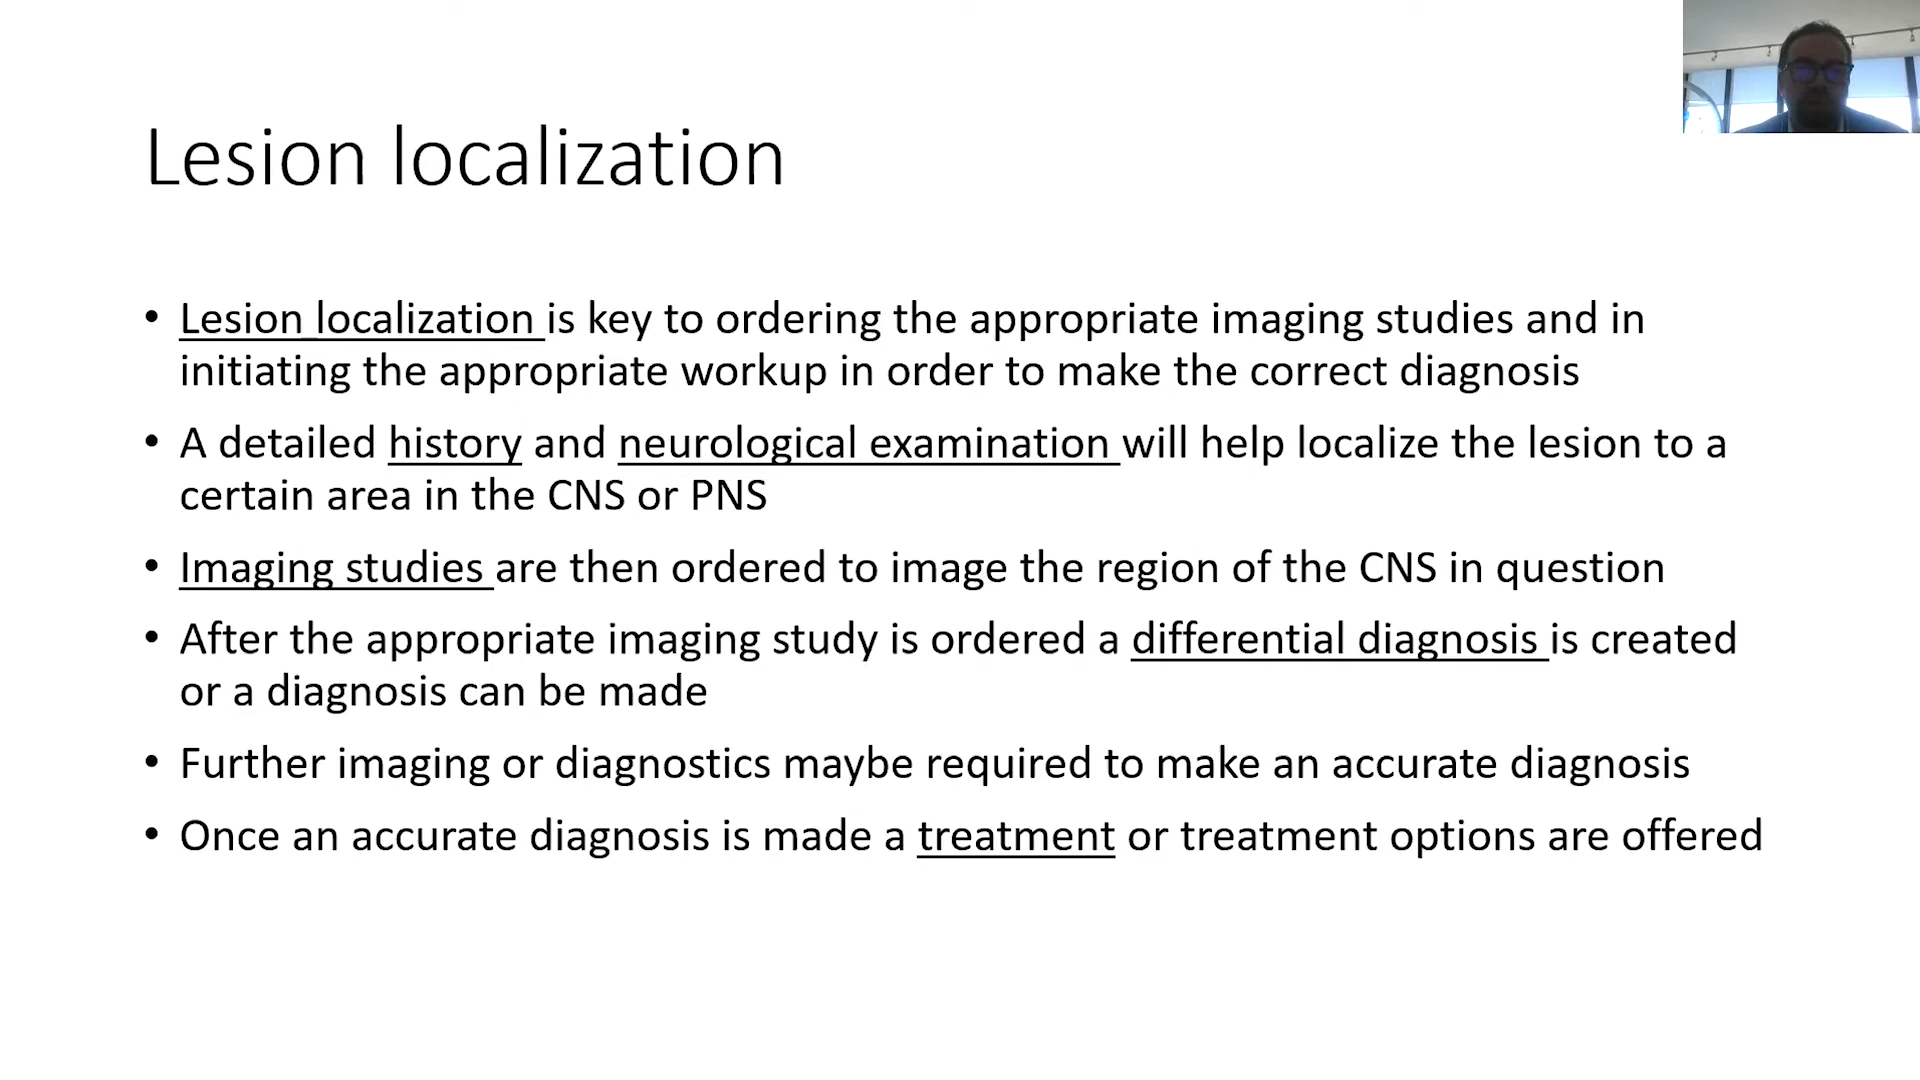 Lesion localization
• Lesion localization is key to ordering the appropriate imaging studies and in
initiating the appropriate workup in order to make the correct diagnosis
• A detailed history and neurological examination will help localize the lesion to a
certain area in the CNS or PNS
• Imaging studies are then ordered to image the region of the CNS in question
• After the appropriate imaging study is ordered a differential diagnosis is created
or a diagnosis can be made
• Further imaging or diagnostics maybe required to make an accurate diagnosis
• Once an accurate diagnosis is made a treatment or treatment options are offered